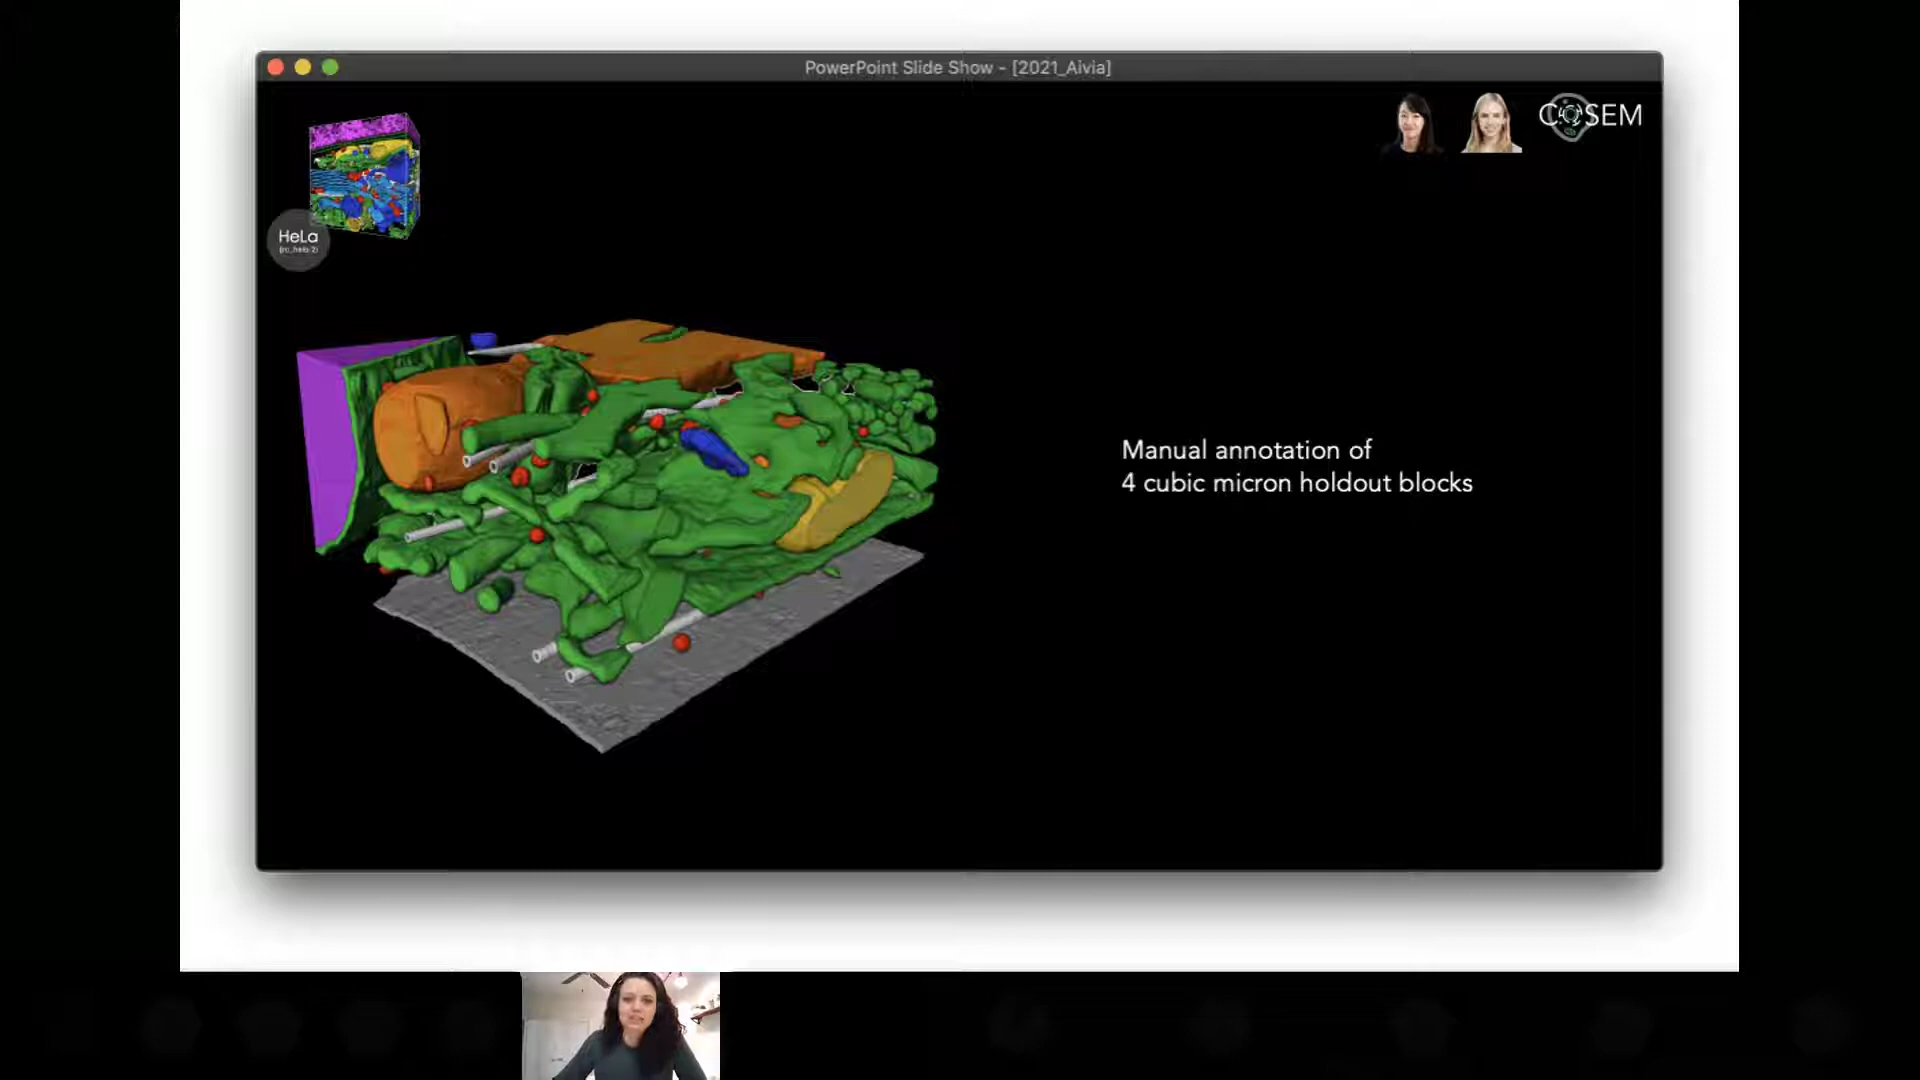 PowerPoint Slide Show - [2021_Aivia]
COSEM
HeLa
Manual annotation of
4 cubic micron holdout blocks